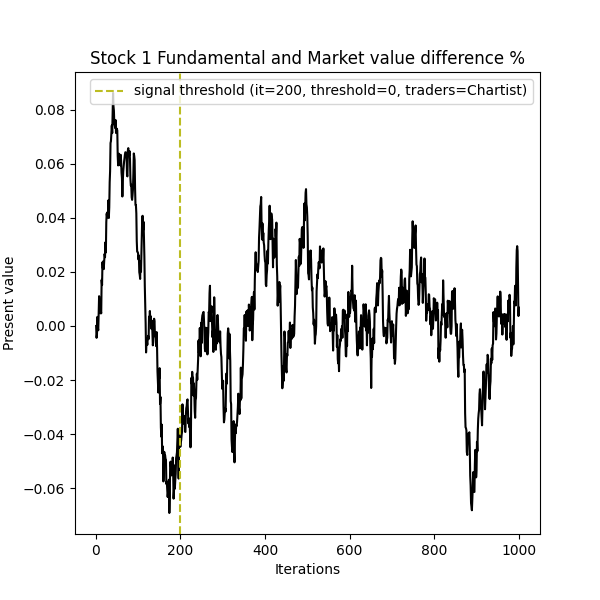 Stock 1 Fundamental and Market value difference %
signal threshold (it=200, threshold=0, traders=Chartist)
0.08
0.06
0.04
0.02
0.00
−0.02
−0.04
−0.06
Present value
0 200 400 600 800 1000
Iterations